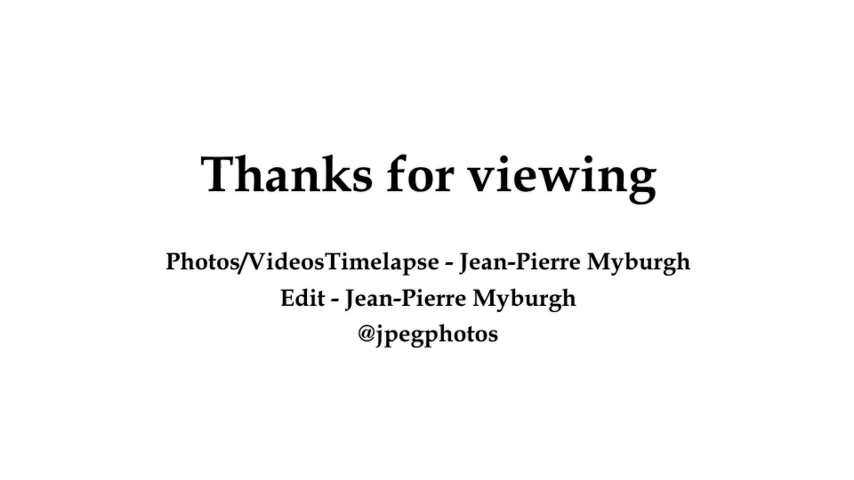 Thanks for viewing
Photos/VideosTimelapse - Jean-Pierre Myburgh
Edit - Jean-Pierre Myburgh
@jpegphotos